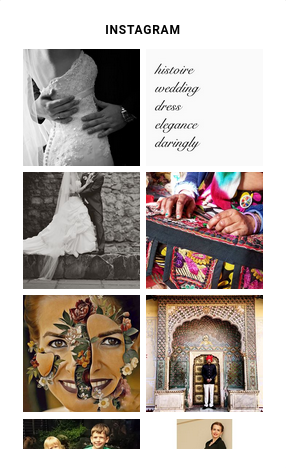 INSTAGRAM
histoire
wedding
dress
elegance
daringly